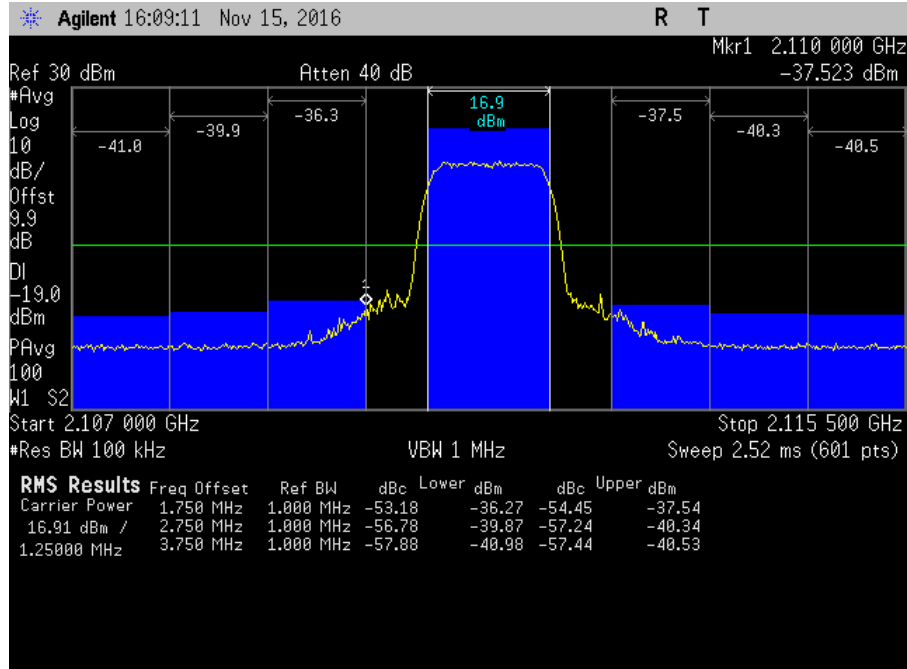 Agilent 16:09:11 Nov 15, 2016 R T
Mkr1 2.110 000 GHz
Ref 30 dBm Atten 40 dB -37.523 dBm
#Avg
Log
10
dB/
Offst
9.9
dB
DI
-19.0
dBm
PAvg
100
W1 S2
-41.0 -39.9 -36.3 16.9 dBm -37.5 -40.3 -40.5
1
Start 2.107 000 GHz Stop 2.115 500 GHz
#Res BW 100 kHz VBW 1 MHz Sweep 2.52 ms (601 pts)
RMS Results Freq Offset Ref BW dBc Lower dBm dBc Upper dBm
Carrier Power 1.750 MHz 1.000 MHz -53.18 -36.27 -54.45 -37.54
16.91 dBm / 2.750 MHz 1.000 MHz -56.78 -39.87 -57.24 -40.34
1.25000 MHz 3.750 MHz 1.000 MHz -57.88 -40.98 -57.44 -40.53